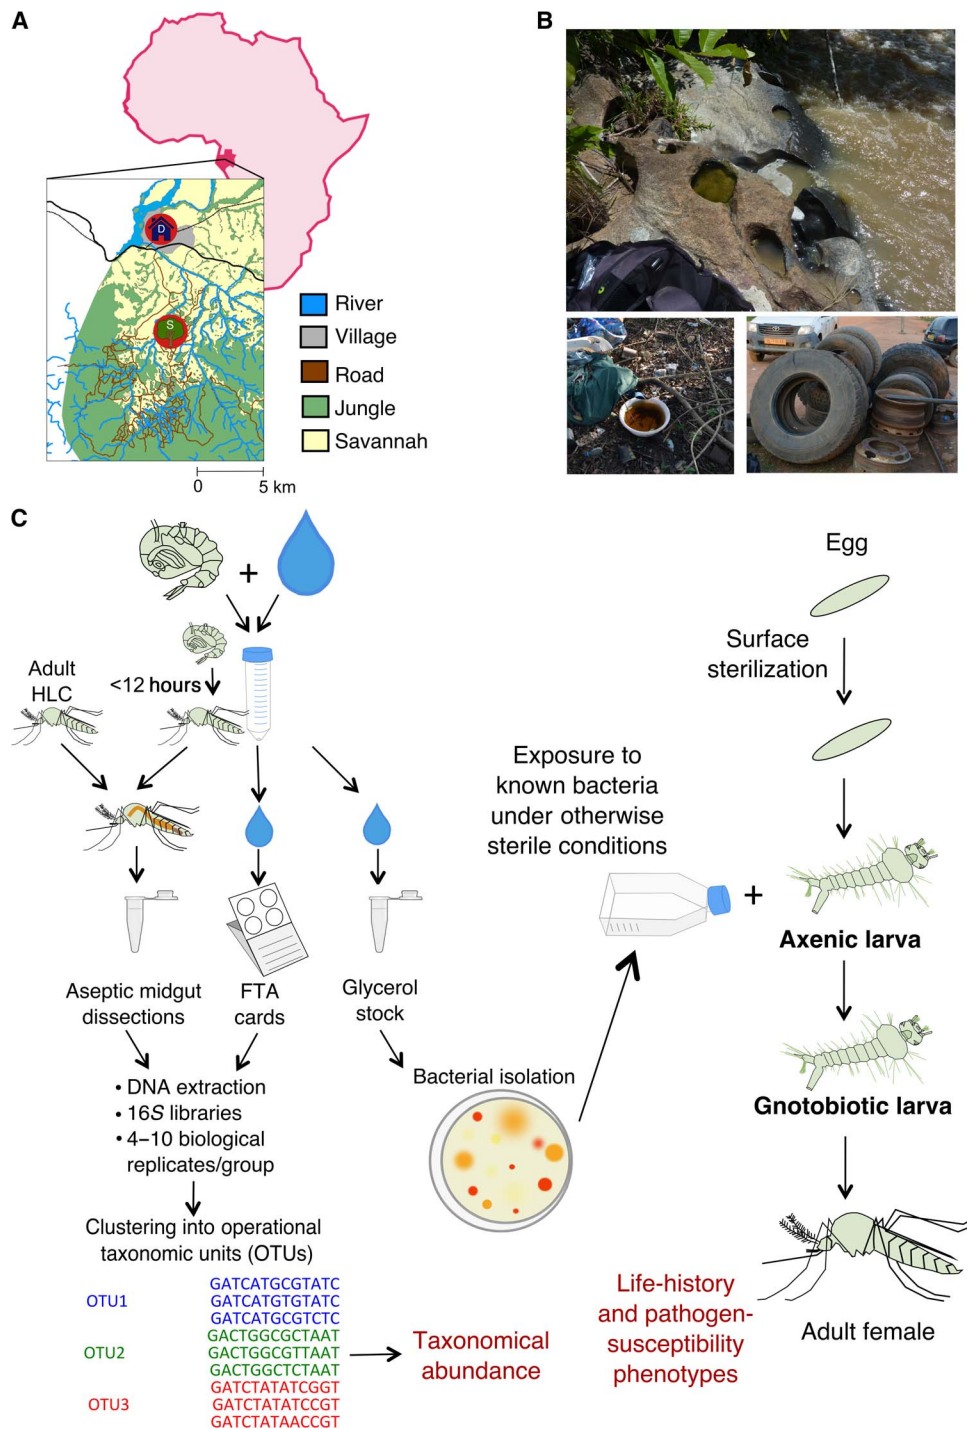 A
B
D
S
River
Village
Road
Jungle
Savannah
0 5 km
C
+
Adult
HLC
<12 hours
Aseptic midgut
dissections
FTA
cards
Glycerol
stock
• DNA extraction
• 16S libraries
• 4–10 biological
replicates/group
Clustering into operational
taxonomic units (OTUs)
OTU1
GATCATGCGTATC
GATCATGTGTATC
GATCATGCGTCTC
OTU2
GACTGGCGCTAAT
GACTGGCGTTAAT
GACTGGCTCTAAT
OTU3
GATCTATATCGGT
GATCTATATCCGT
GATCTATAACCGT
Taxonomical
abundance
Bacterial isolation
Exposure to
known bacteria
under otherwise
sterile conditions
+
Egg
Surface
sterilization
Axenic larva
Gnotobiotic larva
Adult female
Life-history
and pathogen-
susceptibility
phenotypes